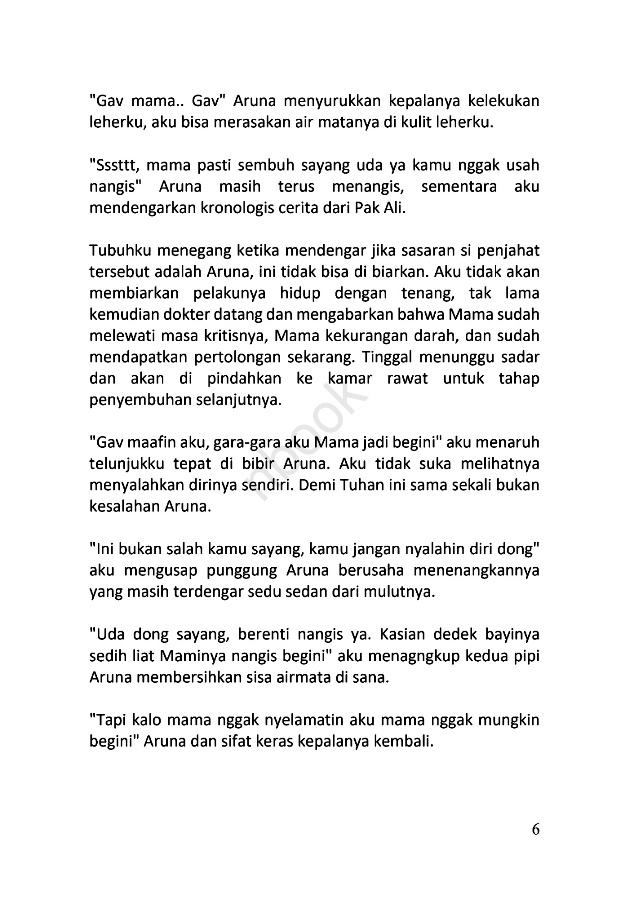 "Gav mama.. Gav" Aruna menyurukkan kepalanya kelekukan
leherku, aku bisa merasakan air matanya di kulit leherku.
"Sssttt, mama pasti sembuh sayang uda ya kamu nggak usah
nangis" Aruna masih terus menangis, sementara aku
mendengarkan kronologis cerita dari Pak Ali.
Tubuhku menegang ketika mendengar jika sasaran si penjahat
tersebut adalah Aruna, ini tidak bisa di biarkan. Aku tidak akan
membiarkan pelakunya hidup dengan tenang, tak lama
kemudian dokter datang dan mengabarkan bahwa Mama sudah
melewati masa kritisnya, Mama kekurangan darah, dan sudah
mendapatkan pertolongan sekarang. Tinggal menunggu sadar
dan akan di pindahkan ke kamar rawat untuk tahap
penyembuhan selanjutnya.
"Gav maafin aku, gara-gara aku Mama jadi begini" aku menaruh
telunjukku tepat di bibir Aruna. Aku tidak suka melihatnya
menyalahkan dirinya sendiri. Demi Tuhan ini sama sekali bukan
kesalahan Aruna.
"Ini bukan salah kamu sayang, kamu jangan nyalahin diri dong"
aku mengusap punggung Aruna berusaha menenangkannya
yang masih terdengar sedu sedan dari mulutnya.
"Uda dong sayang, berenti nangis ya. Kasian dedek bayinya
sedih liat Maminya nangis begini" aku menagngkup kedua pipi
Aruna membersihkan sisa airmata di sana.
"Tapi kalo mama nggak nyelamatin aku mama nggak mungkin
begini" Aruna dan sifat keras kepalanya kembali.
nbook
6